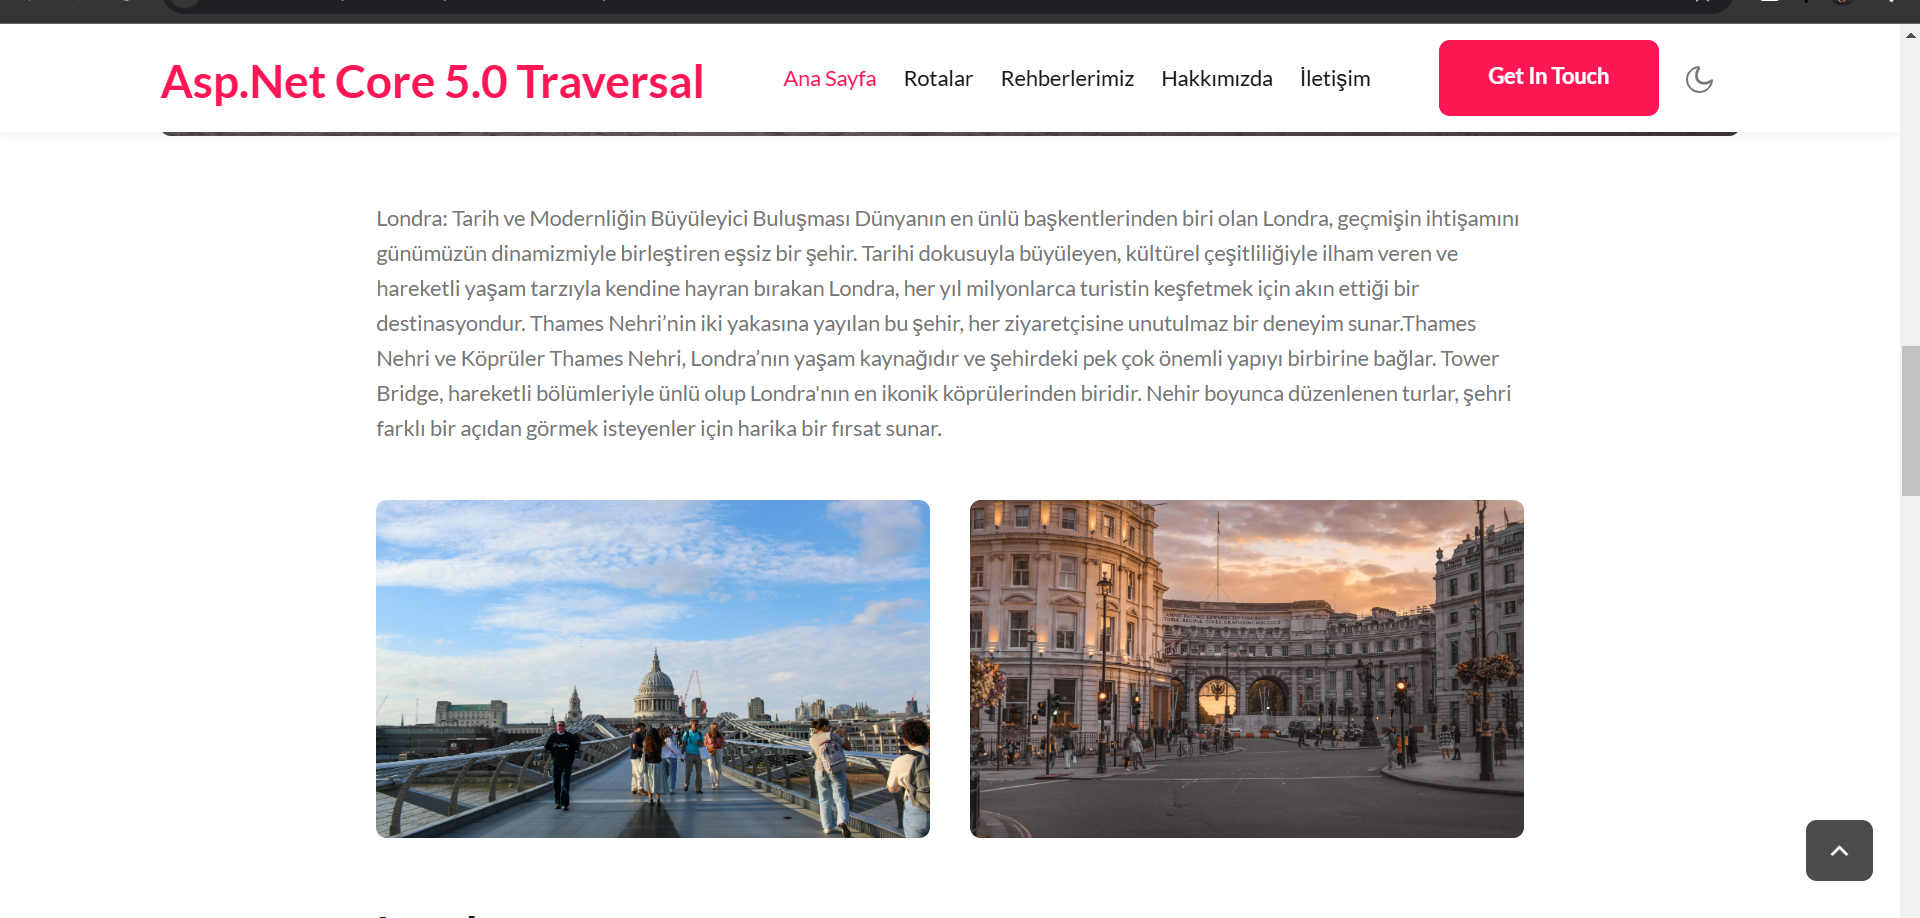 Asp.Net Core 5.0 Traversal
Ana Sayfa Rotalar Rehberlerimiz Hakkımızda İletişim
Get In Touch
Londra: Tarih ve Modernliğin Büyüleyici Buluşması Dünyanın en ünlü başkentlerinden biri olan Londra, geçmişin ihtişamını
günümüzün dinamizmiyle birleştiren eşsiz bir şehir. Tarihi dokusuyla büyüleyen, kültürel çeşitliliğiyle ilham veren ve
hareketli yaşam tarzıyla kendine hayran bırakan Londra, her yıl milyonlarca turistin keşfetmek için akın ettiği bir
destinasyondur. Thames Nehri’nin iki yakasına yayılan bu şehir, her ziyaretçisine unutulmaz bir deneyim sunar.Thames
Nehri ve Köprüler Thames Nehri, Londra’nın yaşam kaynağıdır ve şehirdeki pek çok önemli yapıyı birbirine bağlar. Tower
Bridge, hareketli bölümleriyle ünlü olup Londra'nın en ikonik köprülerinden biridir. Nehir boyunca düzenlenen turlar, şehri
farklı bir açıdan görmek isteyenler için harika bir fırsat sunar.